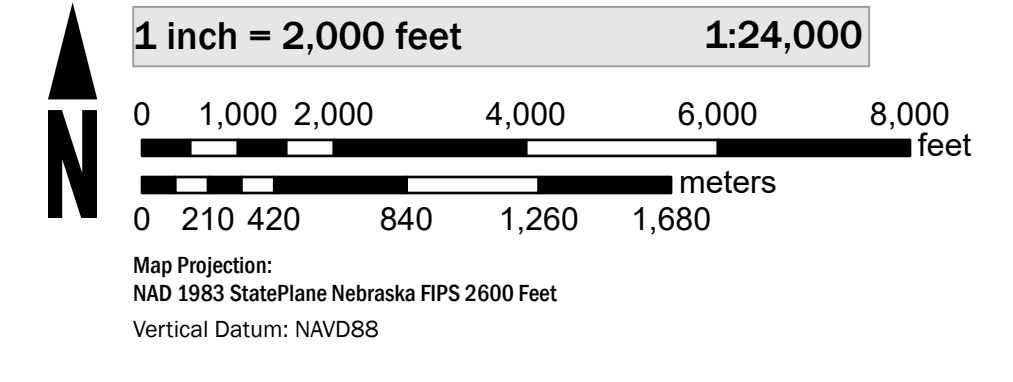 1 inch = 2,000 feet 1:24,000
0 1,000 2,000 4,000 6,000 8,000
feet
meters
0 210 420 840 1,260 1,680
N
Map Projection:
NAD 1983 StatePlane Nebraska FIPS 2600 Feet
Vertical Datum: NAVD88